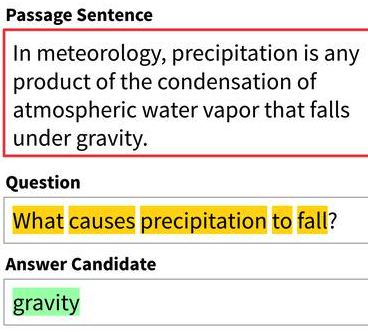 Passage Sentence
In meteorology, precipitation is any
product of the condensation of
atmospheric water vapor that falls
under gravity.
Question
What causes precipitation to fall?
Answer Candidate
gravity